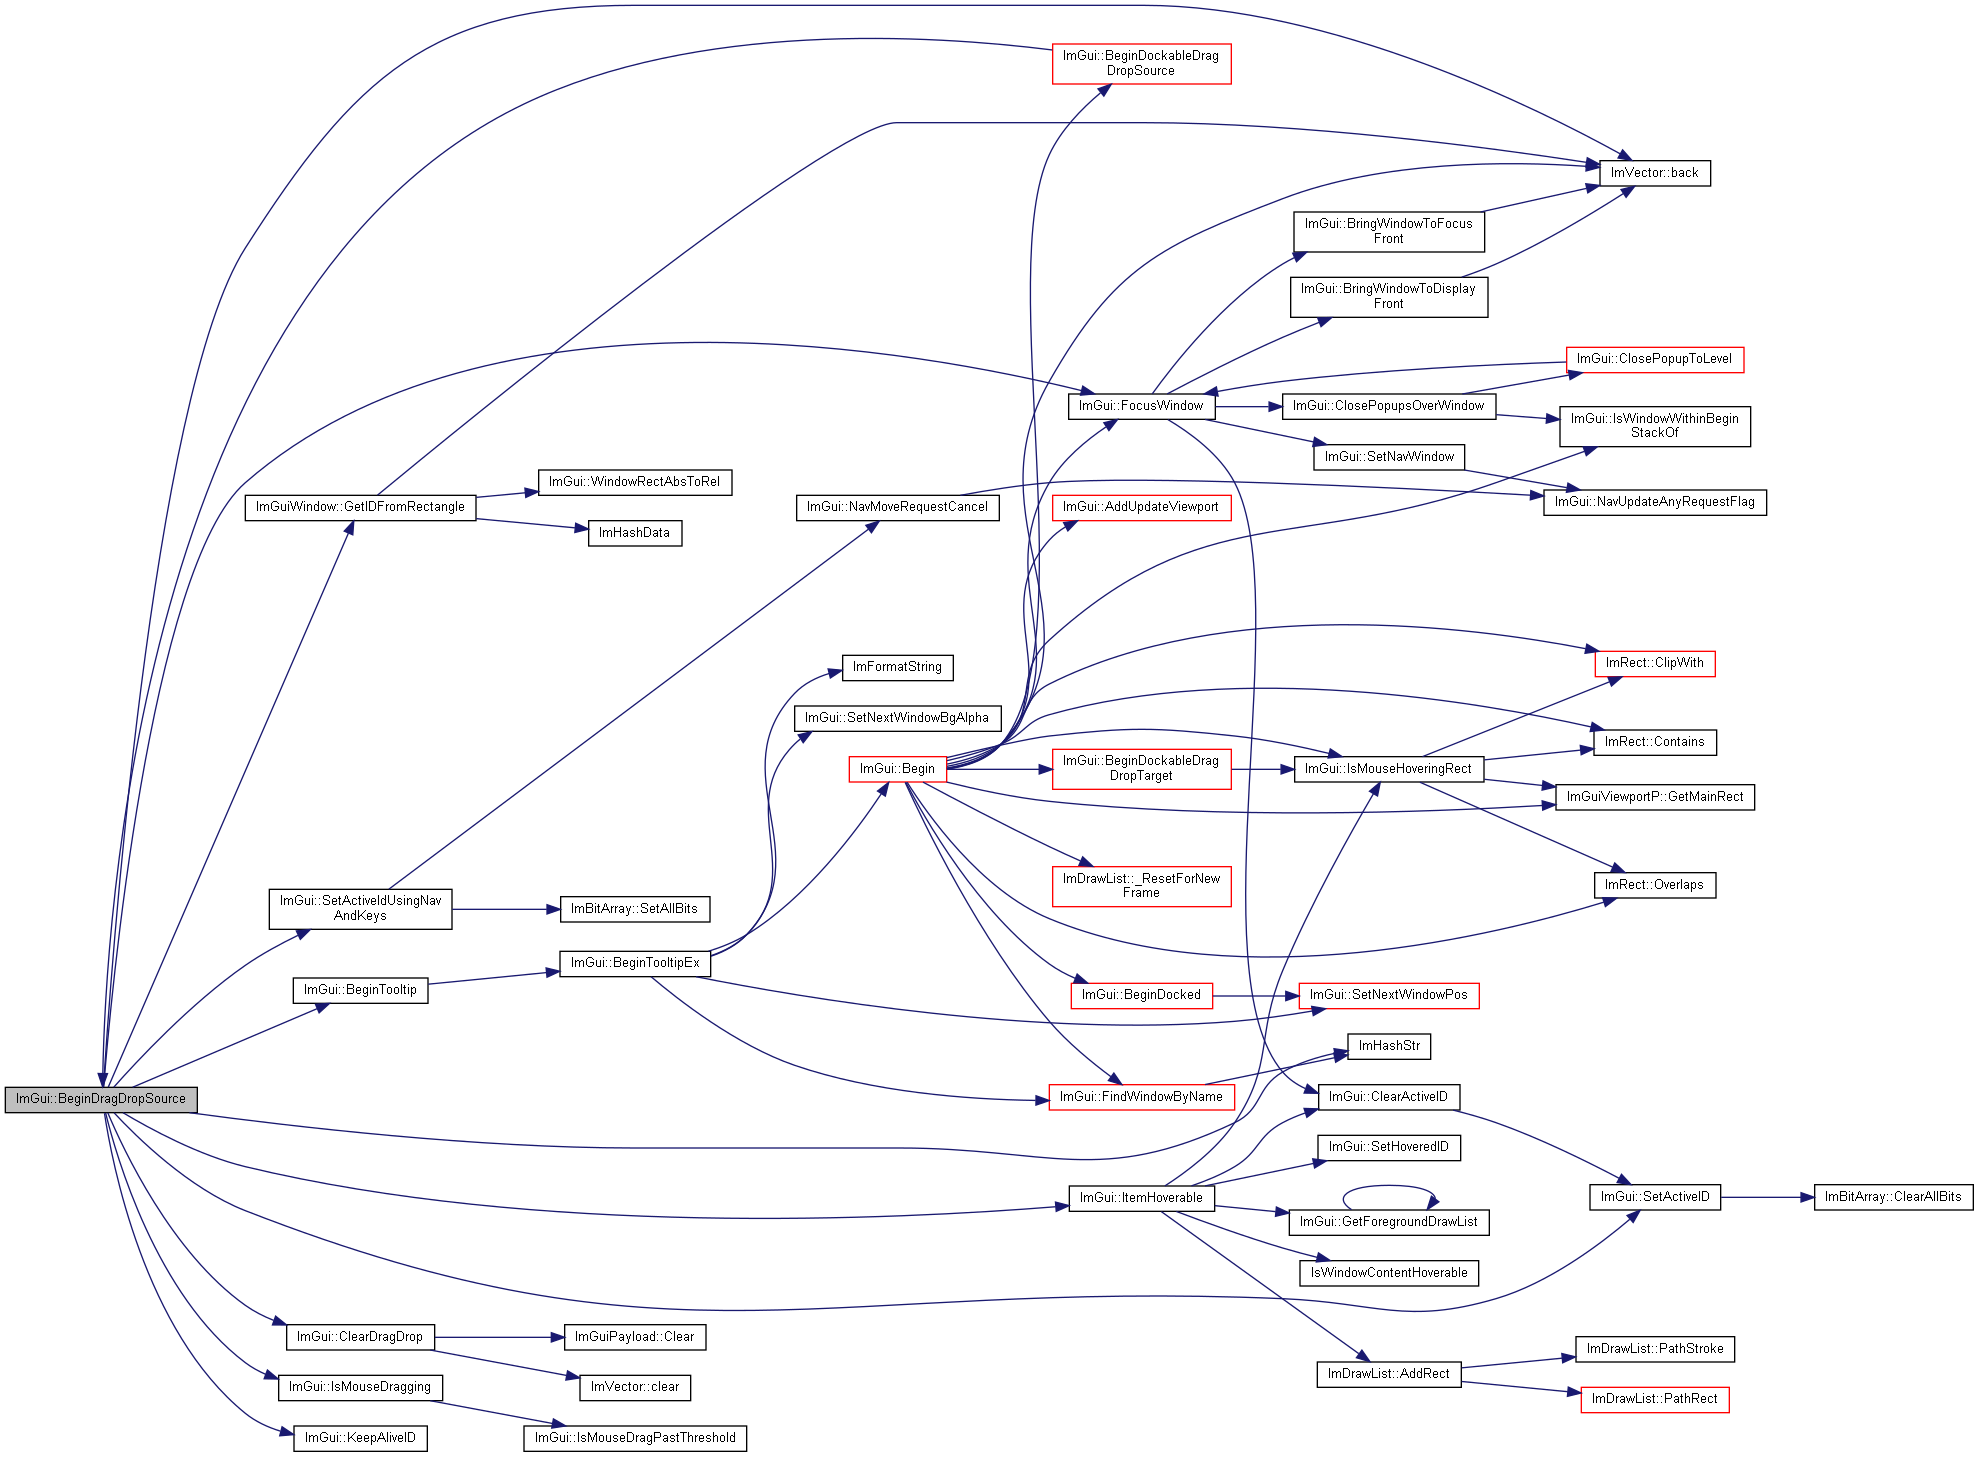 ImGui::BeginDockableDrag
DropSource
ImVector::back
ImGui::BringWindowToFocus
Front
ImGui::BringWindowToDisplay
Front
ImGui::ClosePopupToLevel
ImGui::FocusWindow
ImGui::ClosePopupsOverWindow
ImGui::IsWindowWithinBegin
StackOf
ImGui::SetNavWindow
ImGui::WindowRectAbsToRel
ImGuiWindow::GetIDFromRectangle
ImGui::NavMoveRequestCancel
ImGui::AddUpdateViewport
ImGui::NavUpdateAnyRequestFlag
ImHashData
ImFormatString
ImRect::ClipWith
ImGui::SetNextWindowBgAlpha
ImRect::Contains
ImGui::Begin
ImGui::BeginDockableDrag
DropTarget
ImGui::IsMouseHoveringRect
ImGuiViewportP::GetMainRect
ImDrawList::_ResetForNew
Frame
ImRect::Overlaps
ImGui::SetActiveIdUsingNav
AndKeys
ImBitArray::SetAllBits
ImGui::BeginTooltipEx
ImGui::BeginTooltip
ImGui::BeginDocked
ImGui::SetNextWindowPos
ImHashStr
ImGui::BeginDragDropSource
ImGui::FindWindowByName
ImGui::ClearActiveID
ImGui::SetHoveredID
ImGui::ItemHoverable
ImGui::SetActiveID
ImBitArray::ClearAllBits
ImGui::GetForegroundDrawList
IsWindowContentHoverable
ImGui::ClearDragDrop
ImGuiPayload::Clear
ImDrawList::PathStroke
ImDrawList::AddRect
ImGui::IsMouseDragging
ImVector::clear
ImDrawList::PathRect
ImGui::KeepAliveID
ImGui::IsMouseDragPastThreshold